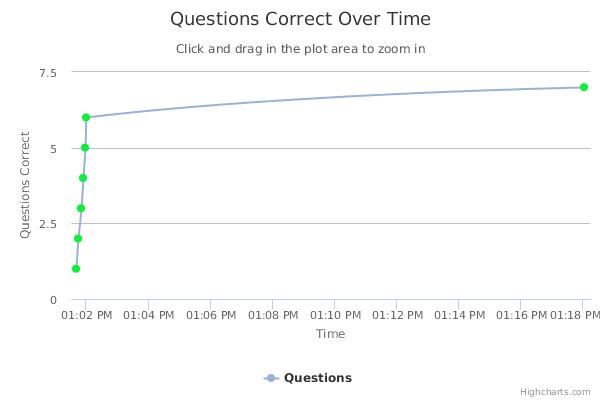 Questions Correct Over Time
Click and drag in the plot area to zoom in
7.5
5
2.5
0
Questions Correct
01:02 PM 01:04 PM 01:06 PM 01:08 PM 01:10 PM 01:12 PM 01:14 PM 01:16 PM 01:18 PM
Time
Questions
Highcharts.com